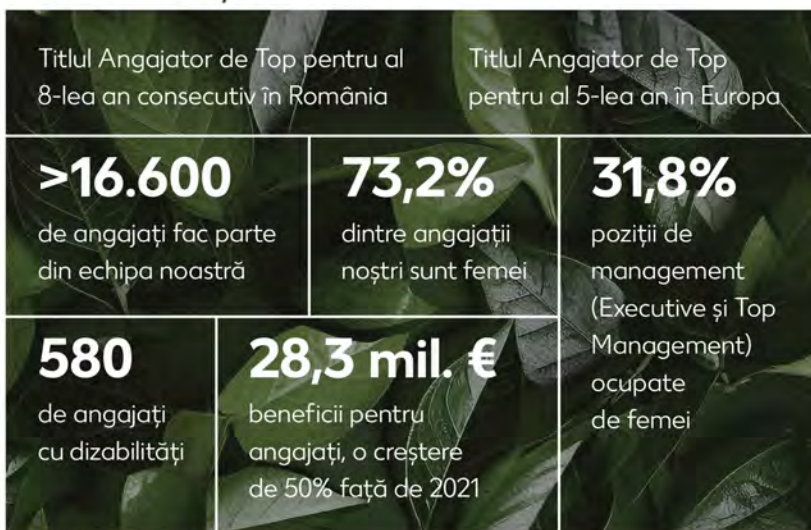 Titlul Angajator de Top pentru al
8-lea an consecutiv în România
Titlul Angajator de Top
pentru al 5-lea an în Europa
>16.600
de angajați fac parte
din echipa noastră
73,2%
dintre angajații
noștri sunt femei
31,8%
poziții de
management
(Executive și Top
Management)
ocupate
de femei
580
de angajați
cu dizabilități
28,3 mil. €
beneficii pentru
angajați, o creștere
de 50% față de 2021